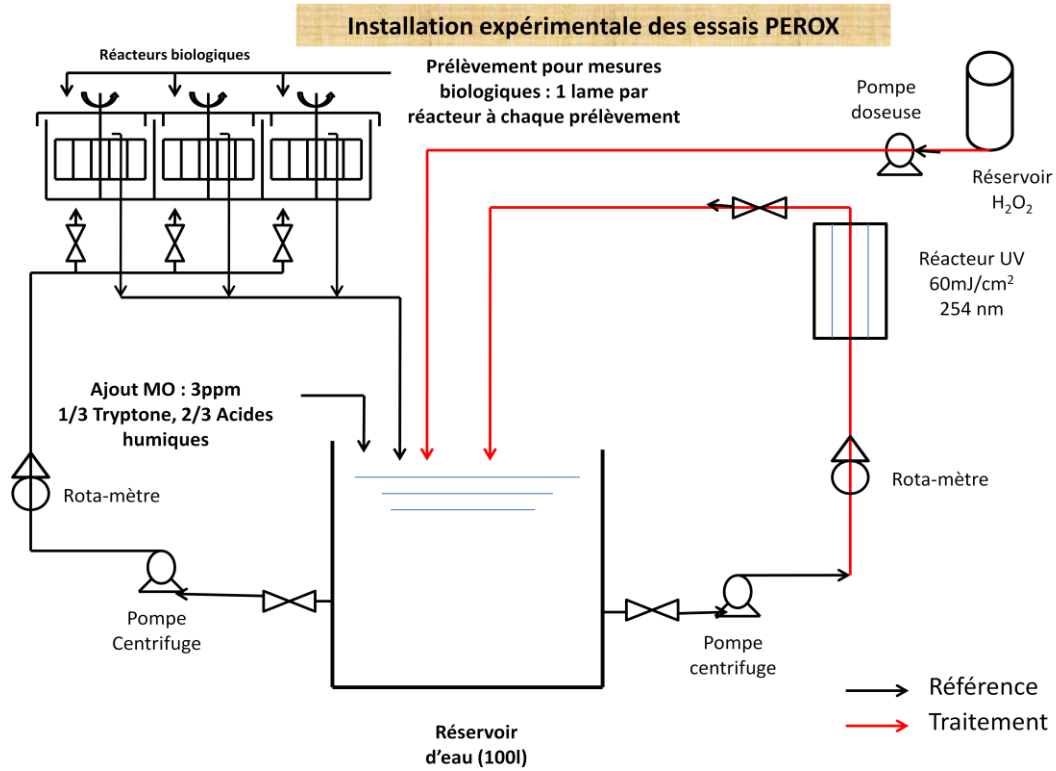 Installation expérimentale des essais PEROX
Réacteurs biologiques
Prélèvement pour mesures
biologiques : 1 lame par
réacteur à chaque prélèvement
Pompe
doseuse
Réservoir
H₂O₂
Réacteur UV
60mJ/cm²
254 nm
Ajout MO : 3ppm
1/3 Tryptone, 2/3 Acides
humiques
Rota-mètre
Rota-mètre
Pompe
Centrifuge
Pompe
centrifuge
Référence
Traitement
Réservoir
d'eau (100l)